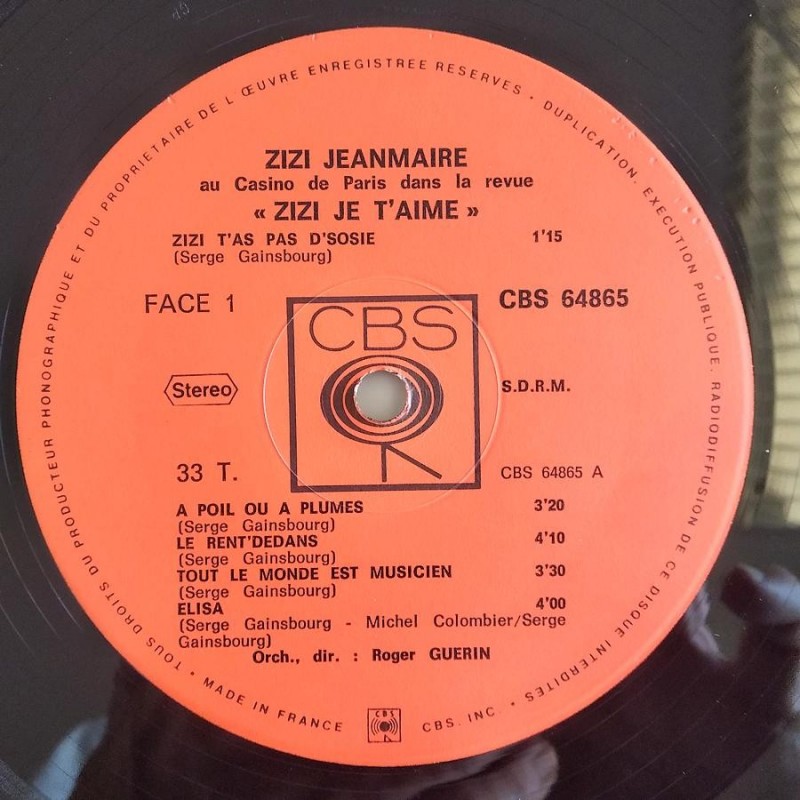 ZIZI JEANMAIRE
au Casino de Paris dans la revue
« ZIZI JE T'AIME »
ZIZI T'AS PAS D'SOSIE 1'15
(Serge Gainsbourg)
FACE 1 CBS 64865
CBS
Stereo S.D.R.M.
33 T. CBS 64865 A
A POIL OU A PLUMES 3'20
(Serge Gainsbourg)
LE RENT'DEDANS 4'10
(Serge Gainsbourg)
TOUT LE MONDE EST MUSICIEN 3'30
(Serge Gainsbourg)
ELISA 4'00
(Serge Gainsbourg - Michel Colombier/Serge
Gainsbourg)
Orch., dir. : Roger GUERIN
TOUS DROITS DU PRODUCTEUR PHONOGRAPHIQUE ET DU PROPRIETAIRE DE L'ŒUVRE ENREGISTREE RESERVES · DUPLICATION. EXECUTION PUBLIQUE. RADIODIFFUSION DE CE DISQUE INTERDITES ·
MADE IN FRANCE CBS CBS. INC. ·